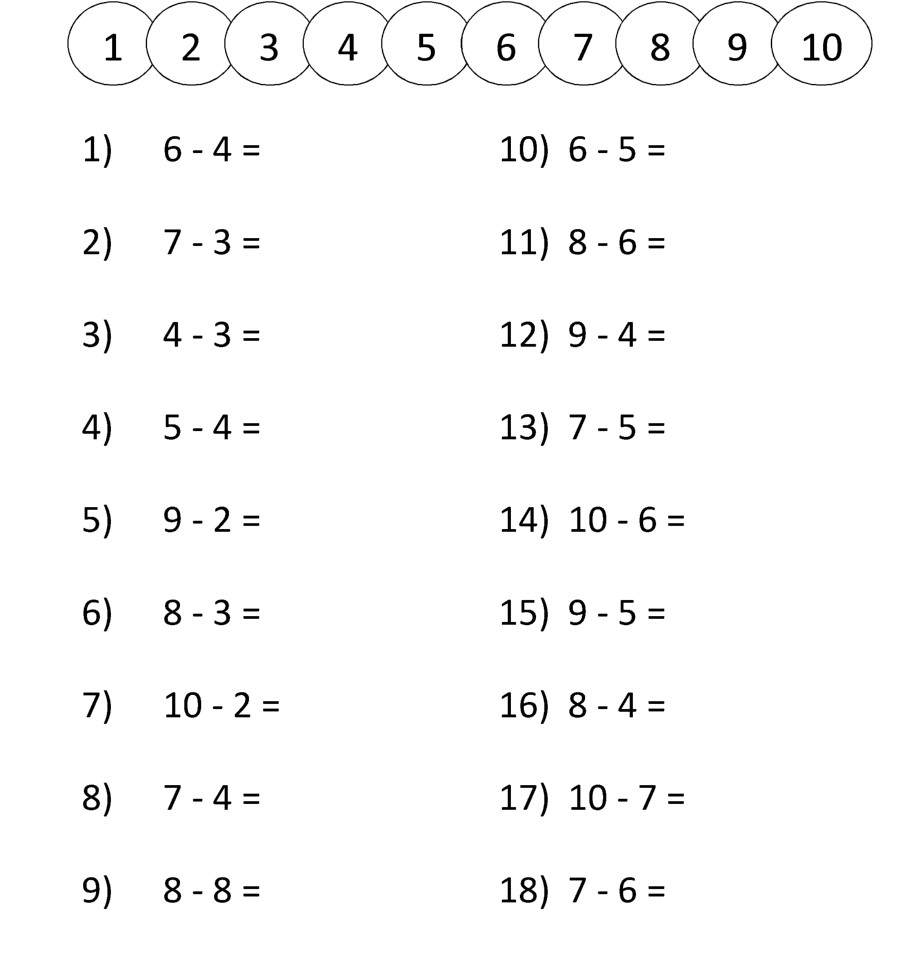 1 2 3 4 5 6 7 8 9 10
1) 6 - 4 =
2) 7 - 3 =
3) 4 - 3 =
4) 5 - 4 =
5) 9 - 2 =
6) 8 - 3 =
7) 10 - 2 =
8) 7 - 4 =
9) 8 - 8 =
10) 6 - 5 =
11) 8 - 6 =
12) 9 - 4 =
13) 7 - 5 =
14) 10 - 6 =
15) 9 - 5 =
16) 8 - 4 =
17) 10 - 7 =
18) 7 - 6 =